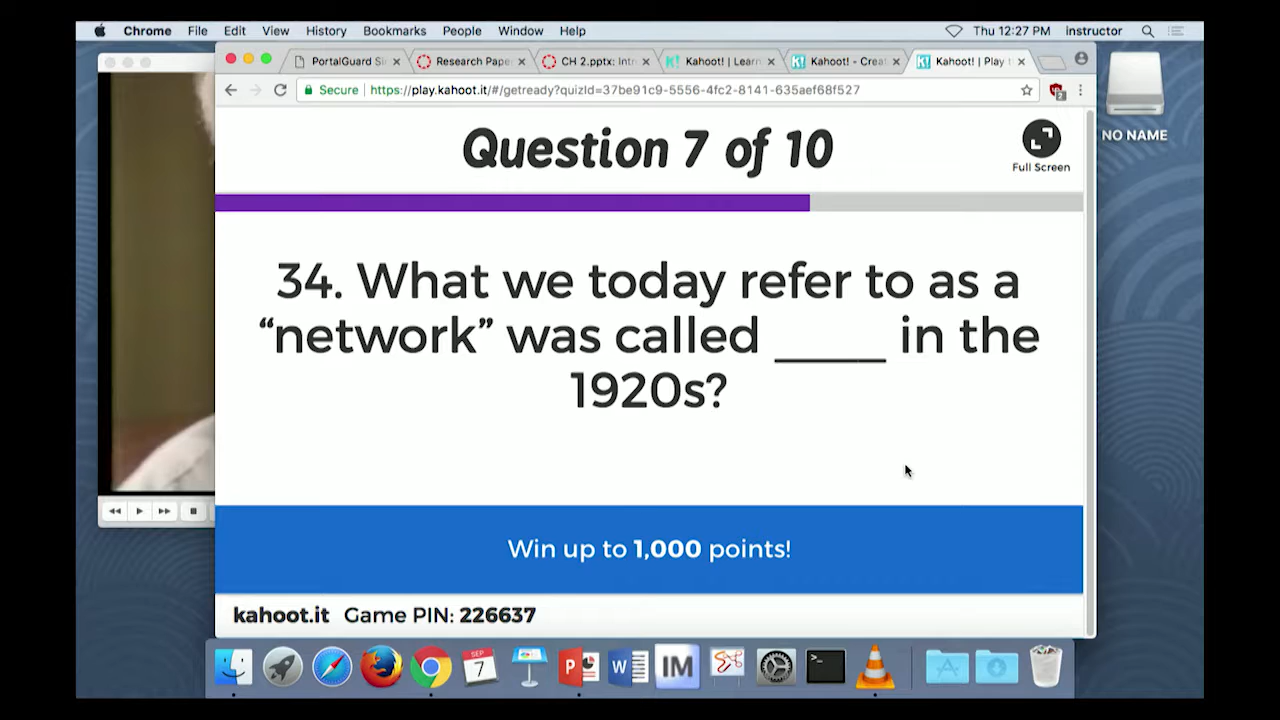 Chrome File Edit View History Bookmarks People Window Help Thu 12:27 PM instructor
PortalGuard Si Research Pape CH 2.pptx: Intr Kahoot! | Learn Kahoot! - Creat Kahoot! | Play t
Secure https://play.kahoot.it/#/getready?quizId=37be91c9-5556-4fc2-8141-635aef68f527
NO NAME
Question 7 of 10
Full Screen
34. What we today refer to as a
“network” was called _____ in the
1920s?
Win up to 1,000 points!
kahoot.it Game PIN: 226637
SEP
7
P
W
IM